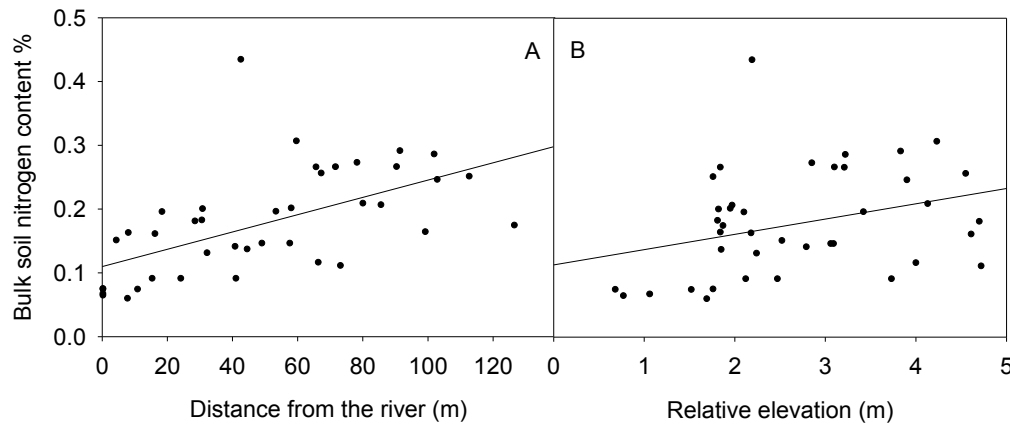 Bulk soil nitrogen content %
0.5
0.4
0.3
0.2
0.1
0.0
A
B
0 20 40 60 80 100 120 0 1 2 3 4 5
Distance from the river (m) Relative elevation (m)